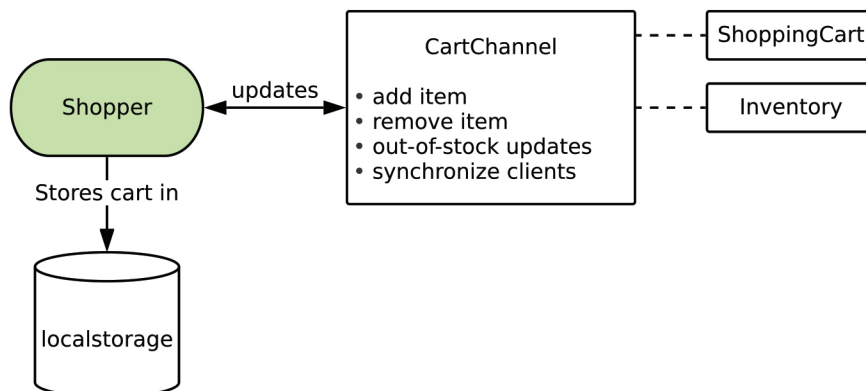 CartChannel
ShoppingCart
Shopper
updates
• add item
• remove item
• out-of-stock updates
• synchronize clients
Inventory
Stores cart in
localstorage